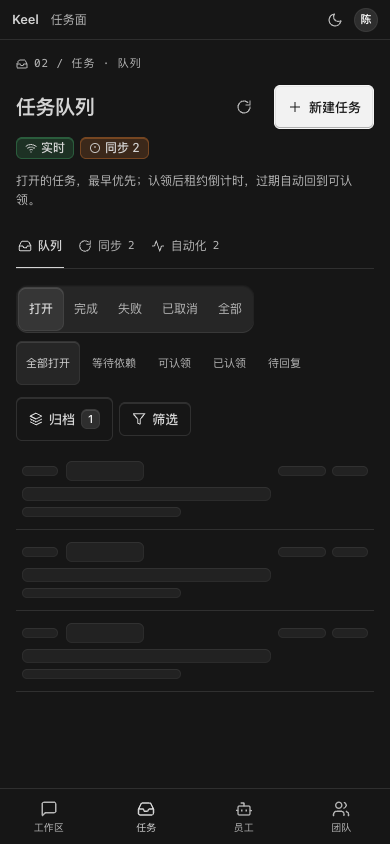 Keel 任务面 陈
02 / 任务 · 队列
任务队列 新建任务
实时 同步 2
打开的任务，最早优先；认领后租约倒计时，过期自动回到可认
领。
队列 同步 2 自动化 2
打开 完成 失败 已取消 全部
全部打开 等待依赖 可认领 已认领 待回复
归档 1 筛选
工作区 任务 员工 团队